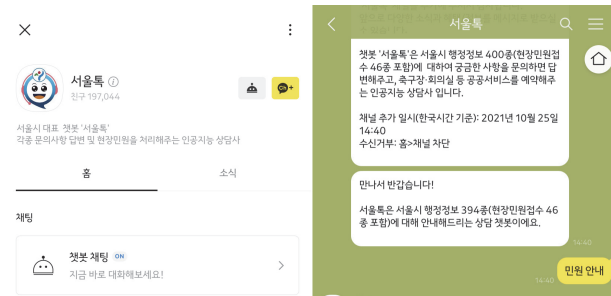 서울톡
친구 197,044
서울시 대표 챗봇 '서울톡'
각종 문의사항 답변 및 현장민원을 처리해주는 인공지능 상담사
홈
소식
채팅
챗봇 채팅 ON
지금 바로 대화해보세요!
서울톡
챗봇 '서울톡'은 서울시 행정정보 400종(현장민원접
수 46종 포함)에 대하여 궁금한 사항을 문의하면 답
변해주고, 축구장·회의실 등 공공서비스를 예약해주
는 인공지능 상담사 입니다.
채널 추가 일시(한국시간 기준): 2021년 10월 25일
14:40
수신거부: 홈>채널 차단
만나서 반갑습니다!
서울톡은 서울시 행정정보 394종(현장민원접수 46
종 포함)에 대해 안내해드리는 상담 챗봇이에요.
14:40
14:40
민원 안내